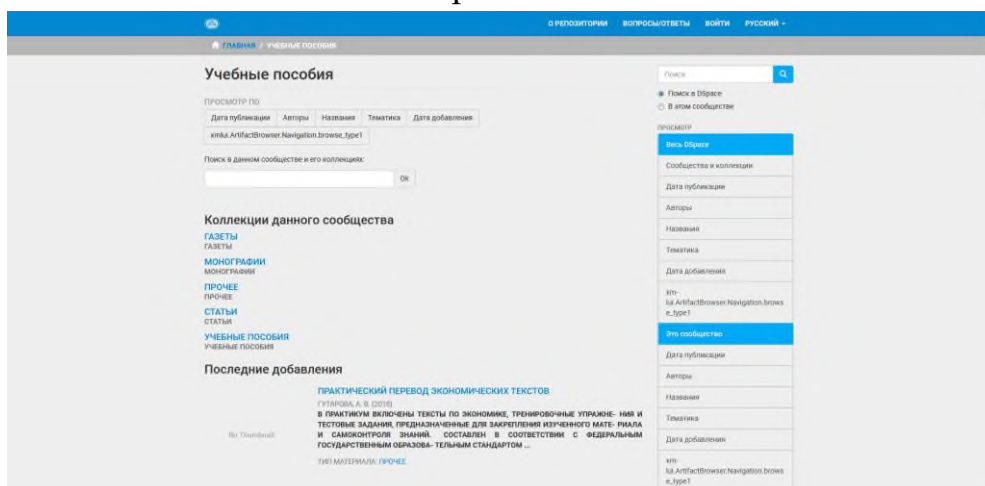 О РЕПОЗИТОРИИ ВОПРОСЫ/ОТВЕТЫ ВОЙТИ РУССКИЙ
ГЛАВНАЯ / УЧЕБНЫЕ ПОСОБИЯ
Учебные пособия
ПРОСМОТР ПО
Дата публикации Авторы Названия Тематика Дата добавления
xmlui.ArtifactBrowser.Navigation.browse_type1
Поиск в данном сообществе и его коллекциях:
Ok
Коллекции данного сообщества
ГАЗЕТЫ
ГАЗЕТЫ
МОНОГРАФИИ
МОНОГРАФИИ
ПРОЧЕЕ
ПРОЧЕЕ
СТАТЬИ
СТАТЬИ
УЧЕБНЫЕ ПОСОБИЯ
УЧЕБНЫЕ ПОСОБИЯ
Последние добавления
No Thumbnail
ПРАКТИЧЕСКИЙ ПЕРЕВОД ЭКОНОМИЧЕСКИХ ТЕКСТОВ
ГУТАРОВА, А. В. (2018)
В ПРАКТИКУМ ВКЛЮЧЕНЫ ТЕКСТЫ ПО ЭКОНОМИКЕ, ТРЕНИРОВОЧНЫЕ УПРАЖНЕ- НИЯ И
ТЕСТОВЫЕ ЗАДАНИЯ, ПРЕДНАЗНАЧЕННЫЕ ДЛЯ ЗАКРЕПЛЕНИЯ ИЗУЧЕННОГО МАТЕ- РИАЛА
И САМОКОНТРОЛЯ ЗНАНИЙ. СОСТАВЛЕН В СООТВЕТСТВИИ С ФЕДЕРАЛЬНЫМ
ГОСУДАРСТВЕННЫМ ОБРАЗОВА- ТЕЛЬНЫМ СТАНДАРТОМ ...
ТИП МАТЕРИАЛА: ПРОЧЕЕ
Поиск
Поиск в DSpace
В этом сообществе
ПРОСМОТР
Весь DSpace
Сообщества и коллекции
Дата публикации
Авторы
Названия
Тематика
Дата добавления
xm-
lui.ArtifactBrowser.Navigation.brows
e_type1
Это сообщество
Дата публикации
Авторы
Названия
Тематика
Дата добавления
xm-
lui.ArtifactBrowser.Navigation.brows
e_type1